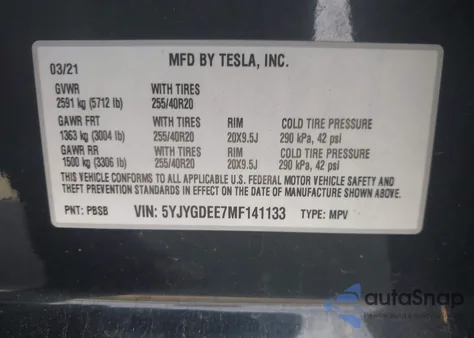 MFD BY TESLA, INC.
03/21
GVWR WITH TIRES
2591 kg (5712 lb) 255/40R20
GAWR FRT WITH TIRES RIM COLD TIRE PRESSURE
1363 kg (3004 lb) 255/40R20 20X9.5J 290 kPa, 42 psi
GAWR RR WITH TIRES RIM COLD TIRE PRESSURE
1500 kg (3306 lb) 255/40R20 20X9.5J 290 kPa, 42 psi
THIS VEHICLE CONFORMS TO ALL APPLICABLE U.S. FEDERAL MOTOR VEHICLE SAFETY AND
THEFT PREVENTION STANDARDS IN EFFECT ON THE DATE OF MANUFACTURE SHOWN ABOVE.
PNT: PBSB VIN: 5YJYGDEE7MF141133 TYPE: MPV
autoSnap